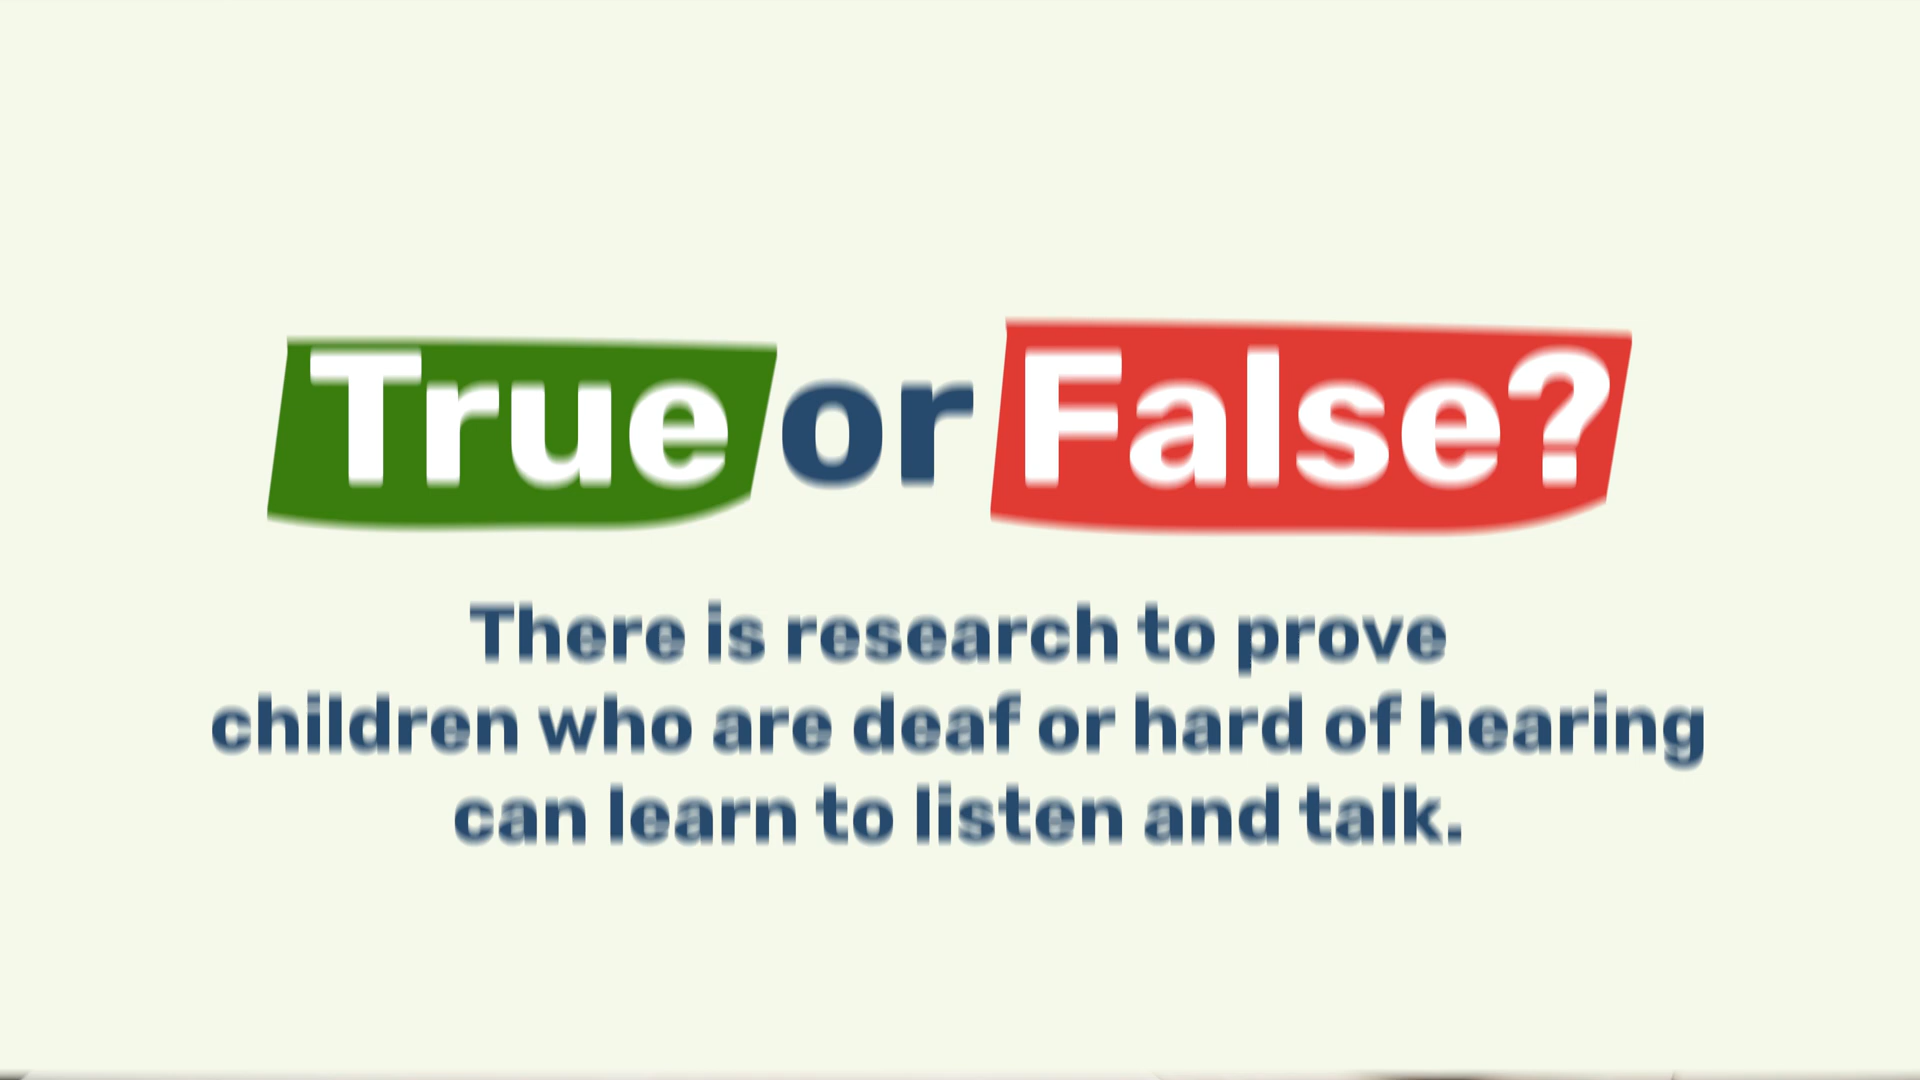 True or False?
There is research to prove
children who are deaf or hard of hearing
can learn to listen and talk.